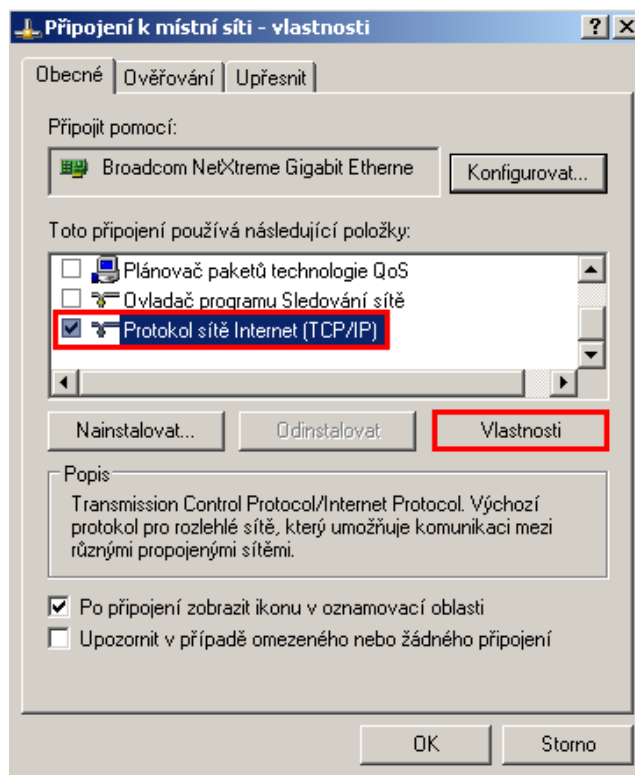 Připojení k místní síti - vlastnosti
Obecné Ověřování Upřesnit
Připojit pomocí:
Broadcom NetXtreme Gigabit Etherne Konfigurovat...
Toto připojení používá následující položky:
Plánovač paketů technologie QoS
Ovladač programu Sledování sítě
Protokol sítě Internet (TCP/IP)
Nainstalovat... Odinstalovat Vlastnosti
Popis
Transmission Control Protocol/Internet Protocol. Výchozí
protokol pro rozlehlé sítě, který umožňuje komunikaci mezi
různými propojenými sítěmi.
Po připojení zobrazit ikonu v oznamovací oblasti
Upozornit v případě omezeného nebo žádného připojení
OK Storno